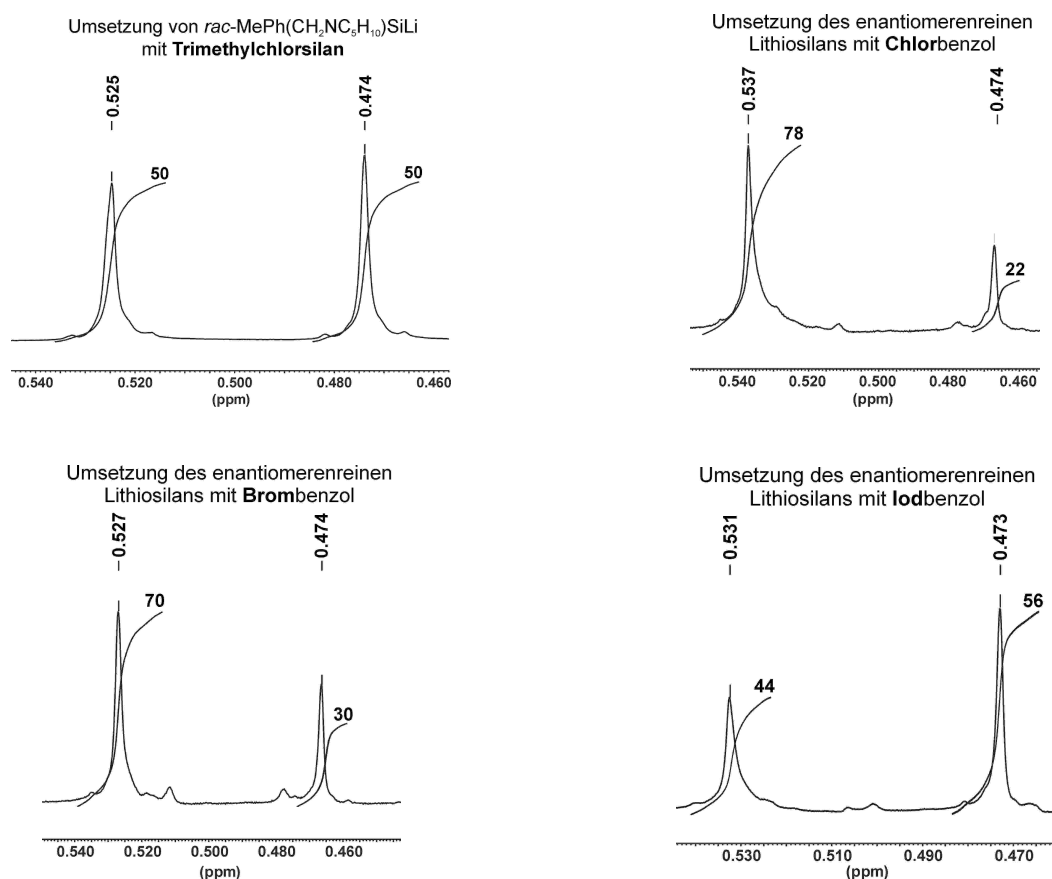 Umsetzung von rac-MePh(CH₂NC₅H₁₀)SiLi
mit Trimethylchlorsilan
0.525
0.474
50
50
0.540 0.520 0.500 0.480 0.460
(ppm)
Umsetzung des enantiomerenreinen
Lithiosilans mit Chlorbenzol
0.537
0.474
78
22
0.540 0.520 0.500 0.480 0.460
(ppm)
Umsetzung des enantiomerenreinen
Lithiosilans mit Brombenzol
0.527
0.474
70
30
0.540 0.520 0.500 0.480 0.460
(ppm)
Umsetzung des enantiomerenreinen
Lithiosilans mit Iodbenzol
0.531
0.473
56
44
0.530 0.510 0.490 0.470
(ppm)